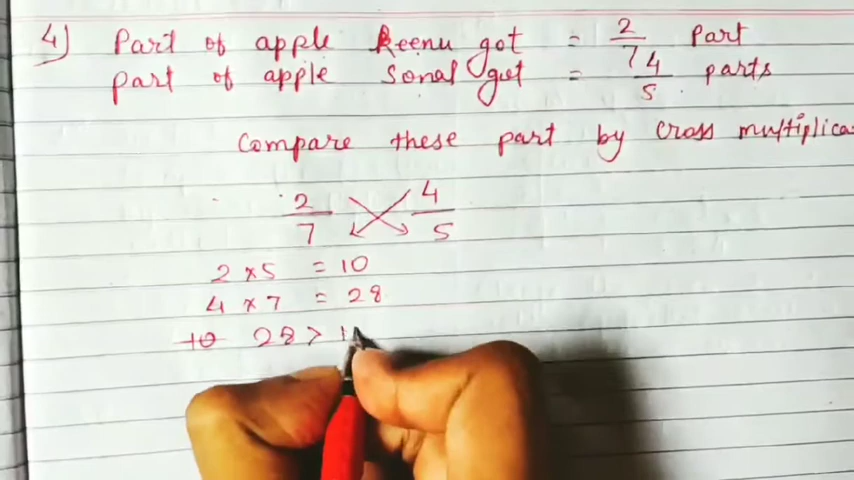 4) Part of apple Reenu got = 2/7 Part
part of apple Sonal got = 4/5 parts
Compare these part by cross multiplica
2/7 4/5
2 × 5 = 10
4 × 7 = 28
10 28 > 1